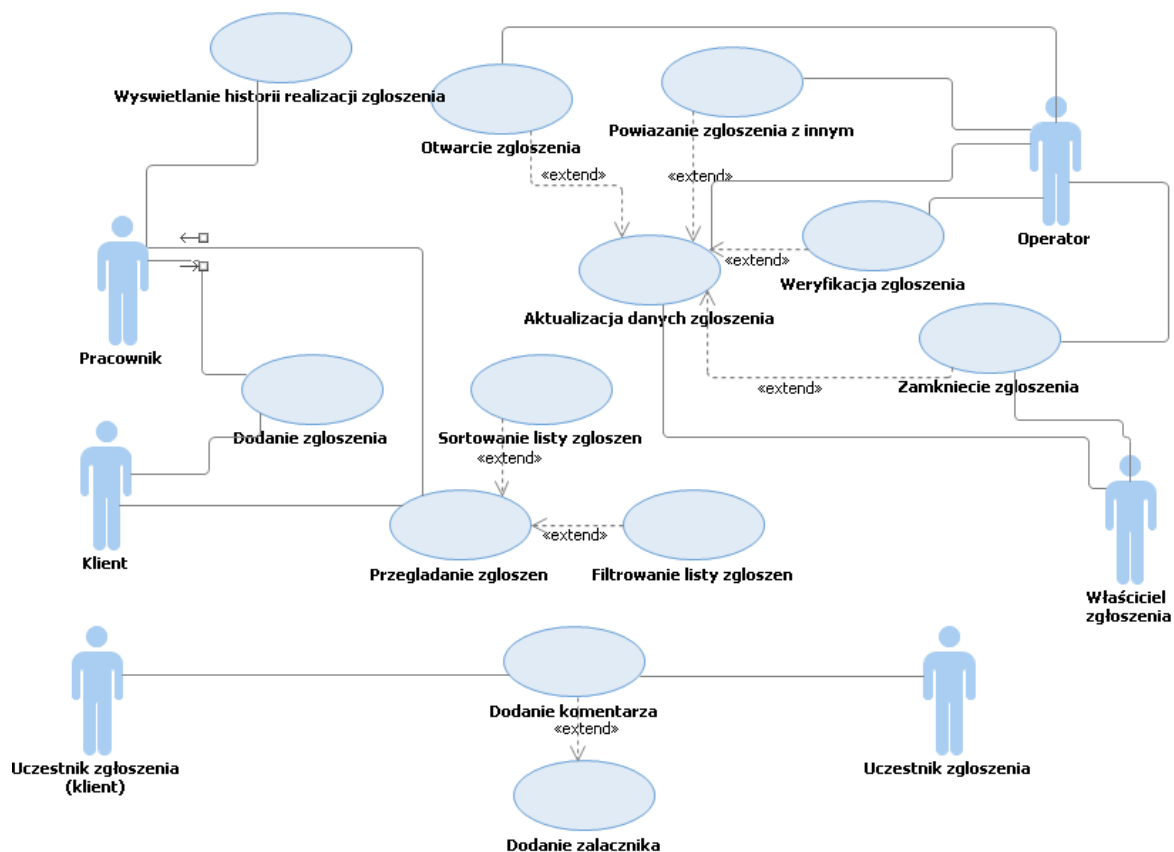 Wyswietlanie historii realizacji zgloszenia
Otwarcie zgloszenia
Powiazanie zgloszenia z innym
«extend»
«extend»
Operator
Weryfikacja zgloszenia
«extend»
Aktualizacja danych zgloszenia
Pracownik
Zamkniecie zgloszenia
«extend»
Dodanie zgloszenia
Sortowanie listy zgloszen
«extend»
Klient
«extend»
Przegladanie zgloszen
Filtrowanie listy zgloszen
Właściciel
zgłoszenia
Dodanie komentarza
«extend»
Uczestnik zgłoszenia
(klient)
Uczestnik zgloszenia
Dodanie zalacznika